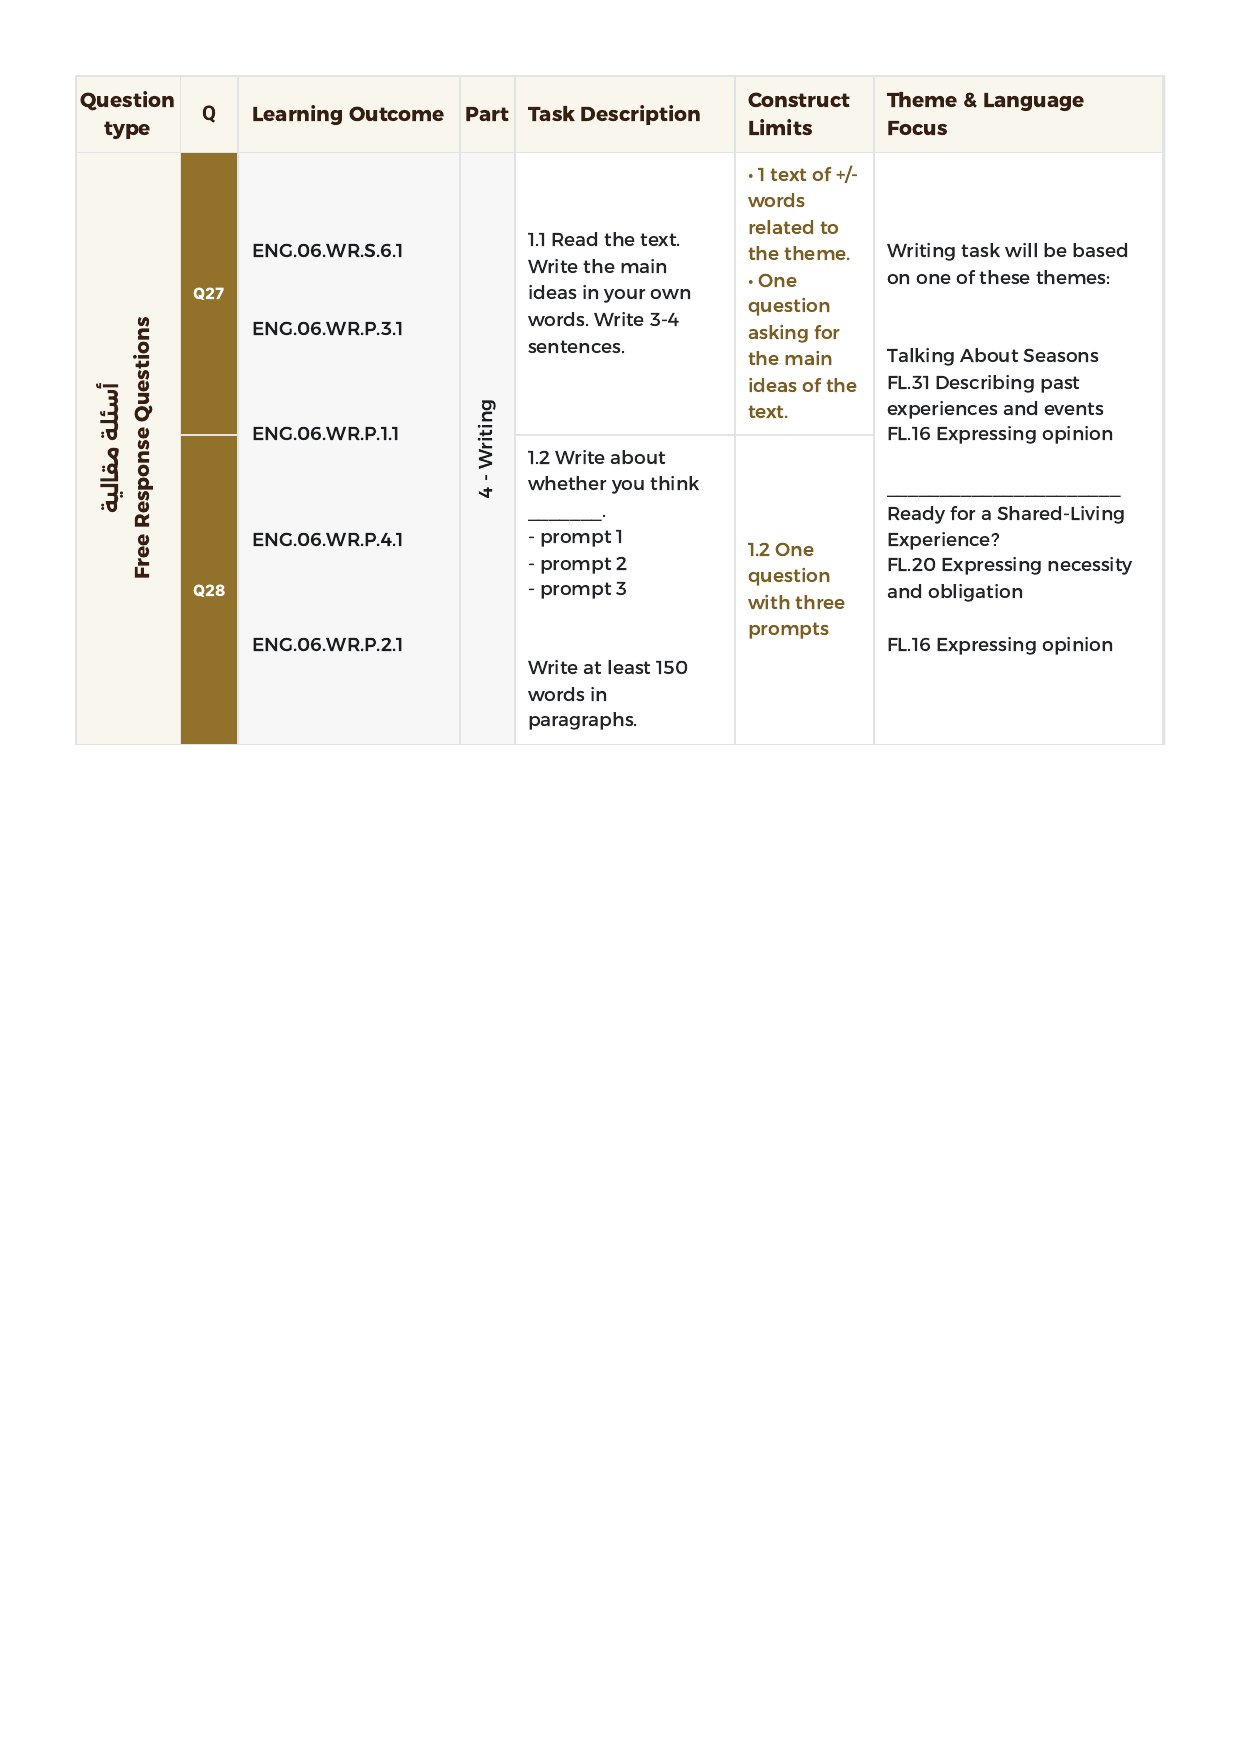 Question
type
Q
Learning Outcome
Part
Task Description
Construct
Limits
Theme & Language
Focus
أسئلة مقالية
Free Response Questions
Q27
Q28
ENG.06.WR.S.6.1
ENG.06.WR.P.3.1
ENG.06.WR.P.1.1
ENG.06.WR.P.4.1
ENG.06.WR.P.2.1
4 - Writing
1.1 Read the text.
Write the main
ideas in your own
words. Write 3-4
sentences.
• 1 text of +/-
words
related to
the theme.
• One
question
asking for
the main
ideas of the
text.
1.2 Write about
whether you think
________.
- prompt 1
- prompt 2
- prompt 3
Write at least 150
words in
paragraphs.
1.2 One
question
with three
prompts
Writing task will be based
on one of these themes:
Talking About Seasons
FL.31 Describing past
experiences and events
FL.16 Expressing opinion
_________________________
Ready for a Shared-Living
Experience?
FL.20 Expressing necessity
and obligation
FL.16 Expressing opinion